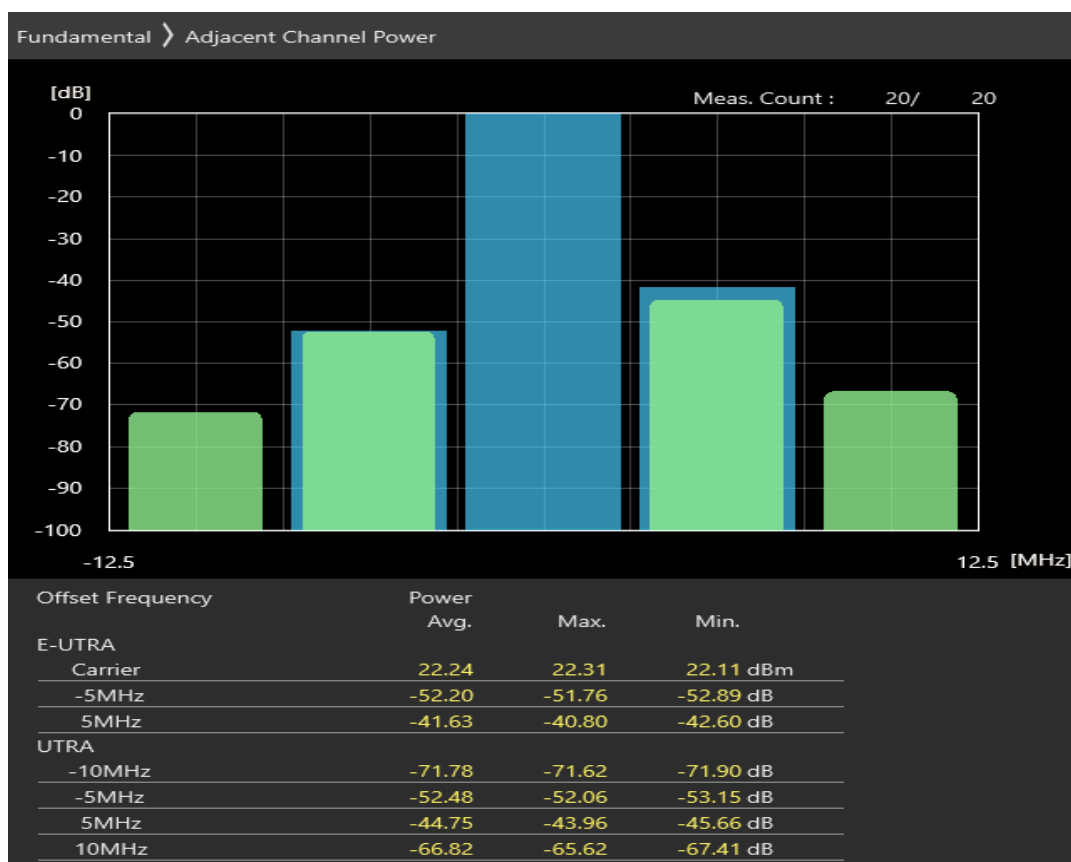 Fundamental ❯ Adjacent Channel Power
[dB]
Meas. Count : 20/ 20
0
-10
-20
-30
-40
-50
-60
-70
-80
-90
-100
-12.5 12.5 [MHz]
Offset Frequency Power
Avg. Max. Min.
E-UTRA
Carrier 22.24 22.31 22.11 dBm
-5MHz -52.20 -51.76 -52.89 dB
5MHz -41.63 -40.80 -42.60 dB
UTRA
-10MHz -71.78 -71.62 -71.90 dB
-5MHz -52.48 -52.06 -53.15 dB
5MHz -44.75 -43.96 -45.66 dB
10MHz -66.82 -65.62 -67.41 dB